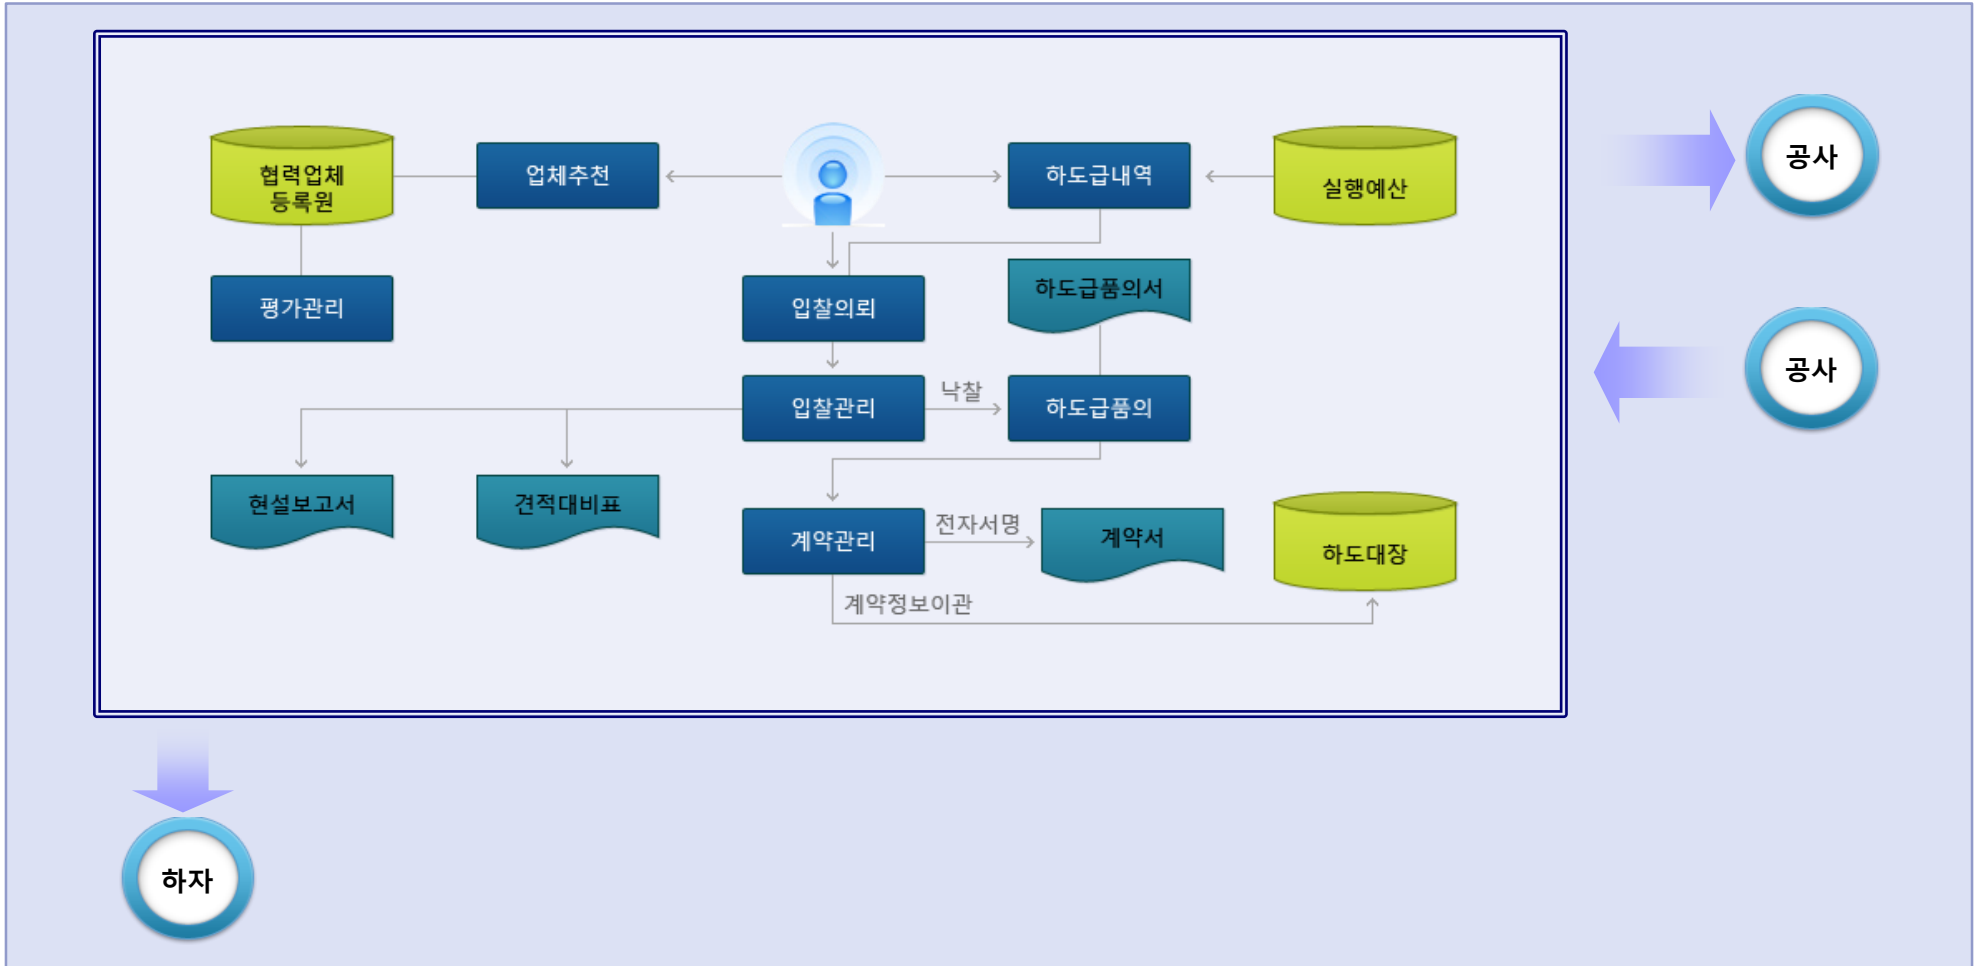 협력업체
등록원
업체추천
하도급내역
실행예산
공사
평가관리
입찰의뢰
하도급품의서
공사
입찰관리
낙찰
하도급품의
현설보고서
견적대비표
계약관리
전자서명
계약서
하도대장
계약정보이관
하자